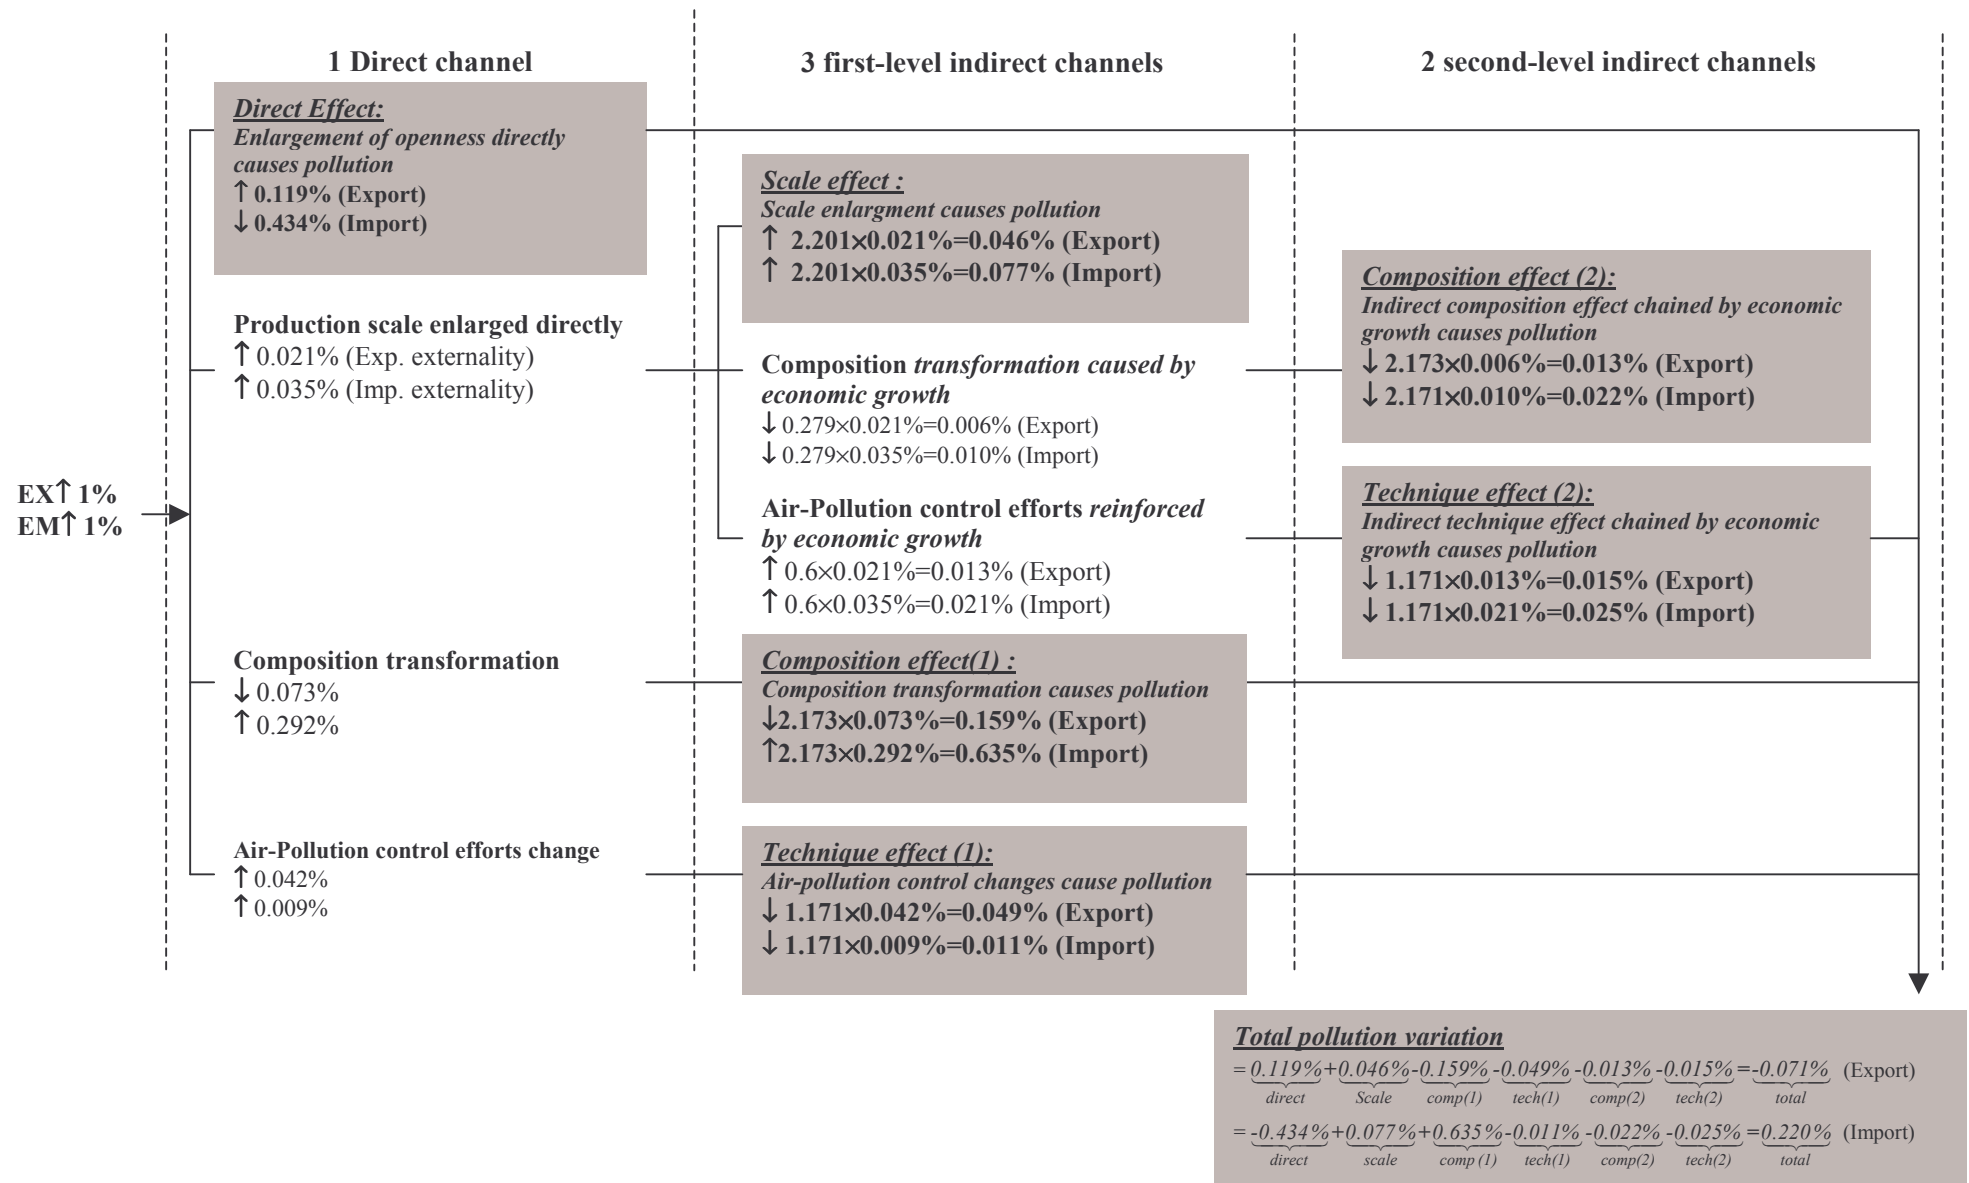 1 Direct channel
3 first-level indirect channels
2 second-level indirect channels
EX↑ 1%
EM↑ 1%
Direct Effect:
Enlargement of openness directly
causes pollution
↑ 0.119% (Export)
↓ 0.434% (Import)
Production scale enlarged directly
↑ 0.021% (Exp. externality)
↑ 0.035% (Imp. externality)
Composition transformation
↓ 0.073%
↑ 0.292%
Air-Pollution control efforts change
↑ 0.042%
↑ 0.009%
Scale effect :
Scale enlargment causes pollution
↑ 2.201×0.021%=0.046% (Export)
↑ 2.201×0.035%=0.077% (Import)
Composition transformation caused by
economic growth
↓ 0.279×0.021%=0.006% (Export)
↓ 0.279×0.035%=0.010% (Import)
Air-Pollution control efforts reinforced
by economic growth
↑ 0.6×0.021%=0.013% (Export)
↑ 0.6×0.035%=0.021% (Import)
Composition effect(1) :
Composition transformation causes pollution
↓2.173×0.073%=0.159% (Export)
↑2.173×0.292%=0.635% (Import)
Technique effect (1):
Air-pollution control changes cause pollution
↓ 1.171×0.042%=0.049% (Export)
↓ 1.171×0.009%=0.011% (Import)
Composition effect (2):
Indirect composition effect chained by economic
growth causes pollution
↓ 2.173×0.006%=0.013% (Export)
↓ 2.171×0.010%=0.022% (Import)
Technique effect (2):
Indirect technique effect chained by economic
growth causes pollution
↓ 1.171×0.013%=0.015% (Export)
↓ 1.171×0.021%=0.025% (Import)
Total pollution variation
= 0.119%+0.046%-0.159%-0.049%-0.013%-0.015%=-0.071% (Export)
direct Scale comp(1) tech(1) comp(2) tech(2) total
= -0.434%+0.077%+0.635%-0.011%-0.022%-0.025%=0.220% (Import)
direct scale comp (1) tech(1) comp(2) tech(2) total